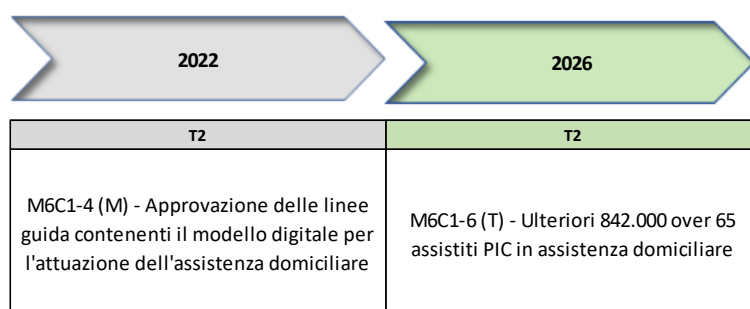 2022
2026
T2
T2
M6C1-4 (M) - Approvazione delle linee
guida contenenti il modello digitale per
l'attuazione dell'assistenza domiciliare
M6C1-6 (T) - Ulteriori 842.000 over 65
assistiti PIC in assistenza domiciliare